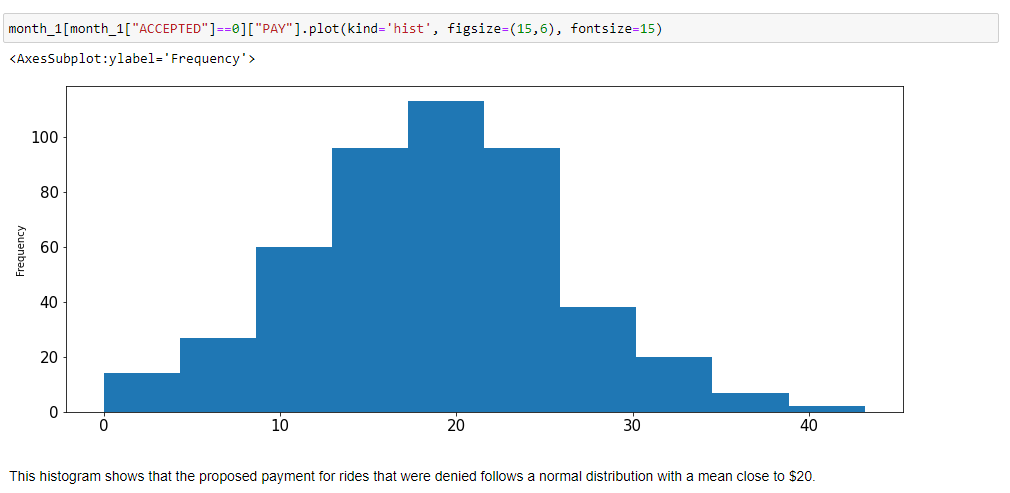 month_1[month_1["ACCEPTED"]==0]["PAY"].plot(kind='hist', figsize=(15,6), fontsize=15)
<AxesSubplot:ylabel='Frequency'>
100
80
60
40
20
0
Frequency
0 10 20 30 40
This histogram shows that the proposed payment for rides that were denied follows a normal distribution with a mean close to $20.